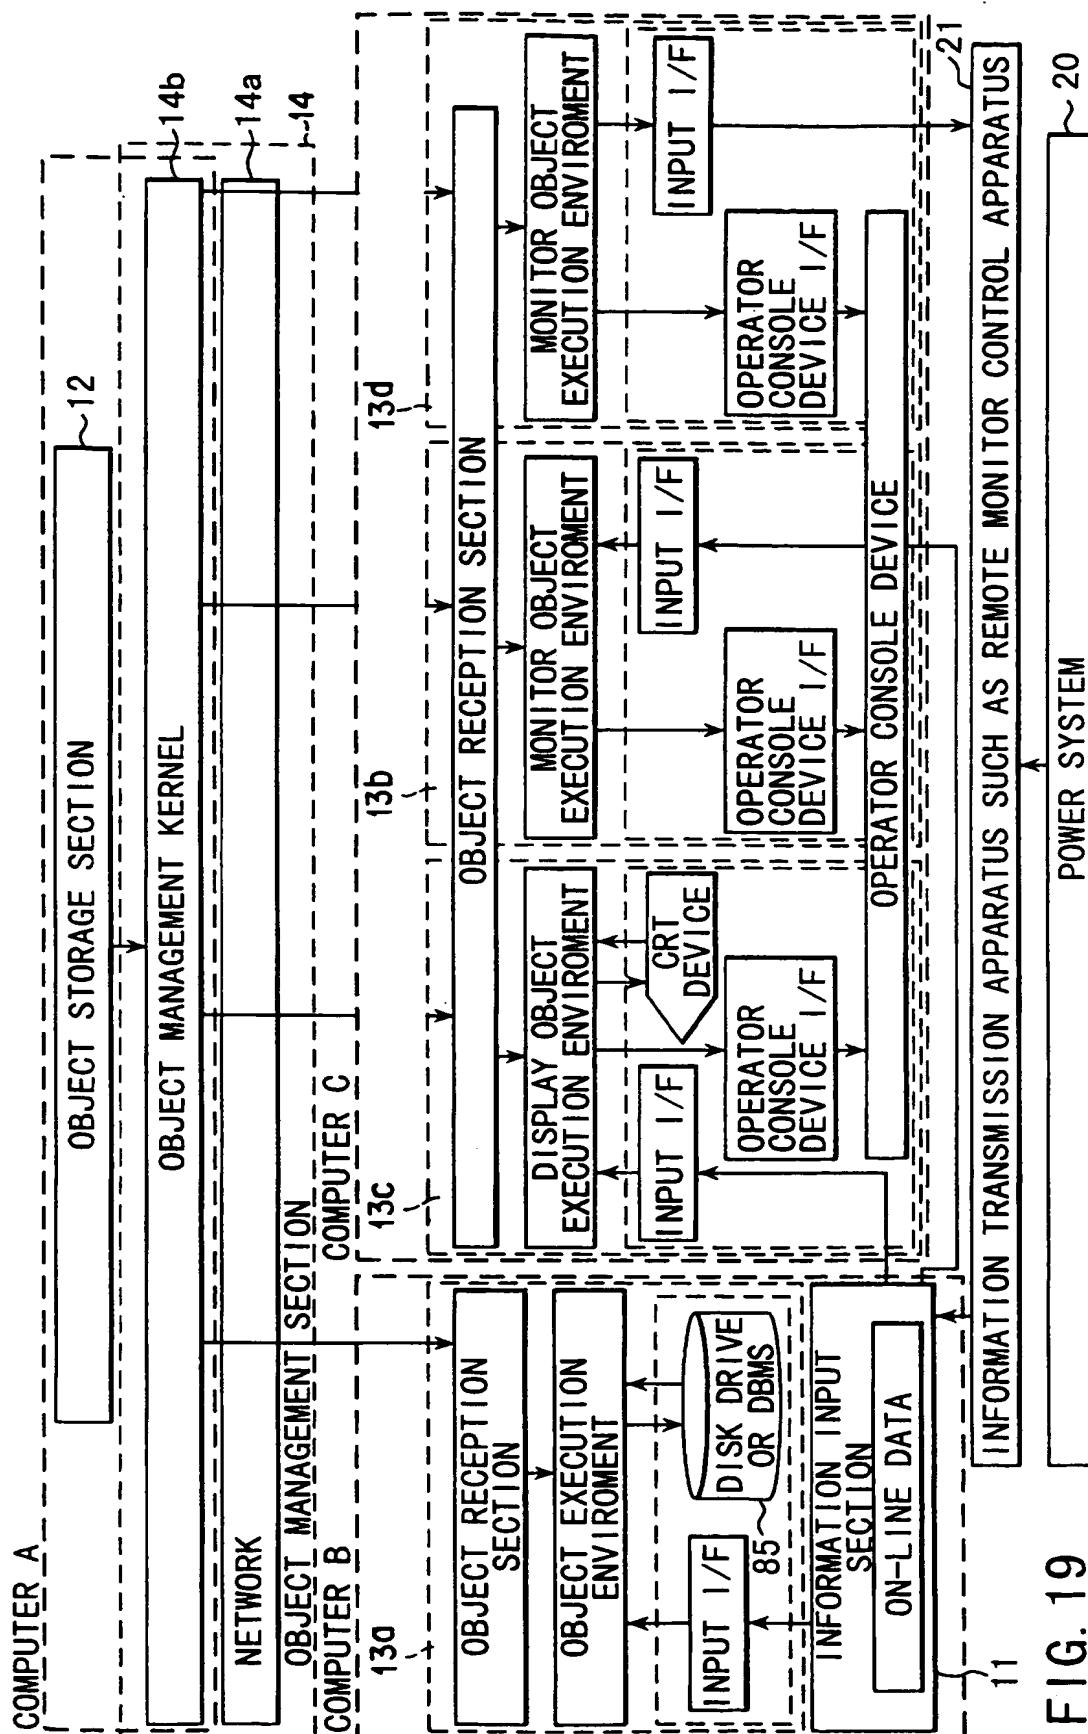 COMPUTER A
OBJECT STORAGE SECTION
12
OBJECT MANAGEMENT KERNEL
14b
NETWORK
14a
OBJECT MANAGEMENT SECTION
14
COMPUTER B
13a
OBJECT RECEPTION
SECTION
OBJECT EXECUTION
ENVIROMENT
INPUT I/F
DISK DRIVE
OR DBMS
85
INFORMATION INPUT
SECTION
ON-LINE DATA
11
COMPUTER C
13c
13b
13d
OBJECT RECEPTION SECTION
DISPLAY OBJECT
EXECUTION ENVIROMENT
MONITOR OBJECT
EXECUTION ENVIROMENT
MONITOR OBJECT
EXECUTION ENVIROMENT
INPUT I/F
CRT
DEVICE
INPUT I/F
INPUT I/F
OPERATOR
CONSOLE
DEVICE I/F
OPERATOR
CONSOLE
DEVICE I/F
OPERATOR
CONSOLE
DEVICE I/F
OPERATOR CONSOLE DEVICE
INFORMATION TRANSMISSION APPARATUS SUCH AS REMOTE MONITOR CONTROL APPARATUS
21
POWER SYSTEM
20
FIG. 19